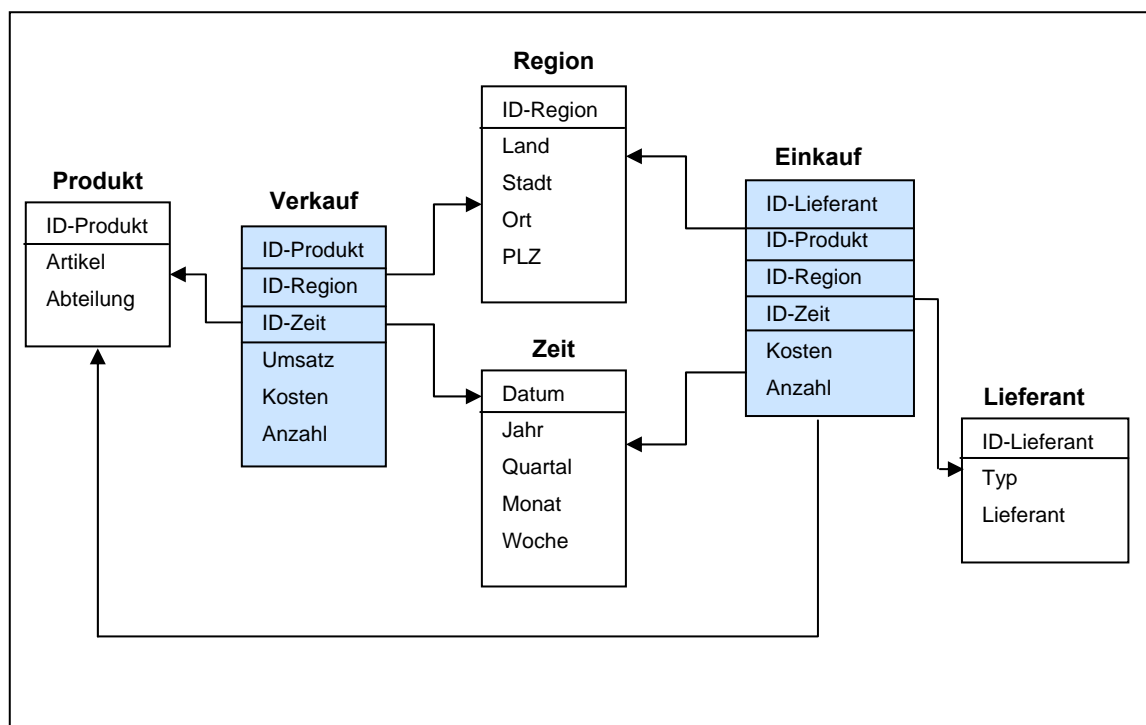 Region
ID-Region
Land
Stadt
Ort
PLZ
Produkt
ID-Produkt
Artikel
Abteilung
Verkauf
ID-Produkt
ID-Region
ID-Zeit
Umsatz
Kosten
Anzahl
Zeit
Datum
Jahr
Quartal
Monat
Woche
Einkauf
ID-Lieferant
ID-Produkt
ID-Region
ID-Zeit
Kosten
Anzahl
Lieferant
ID-Lieferant
Typ
Lieferant